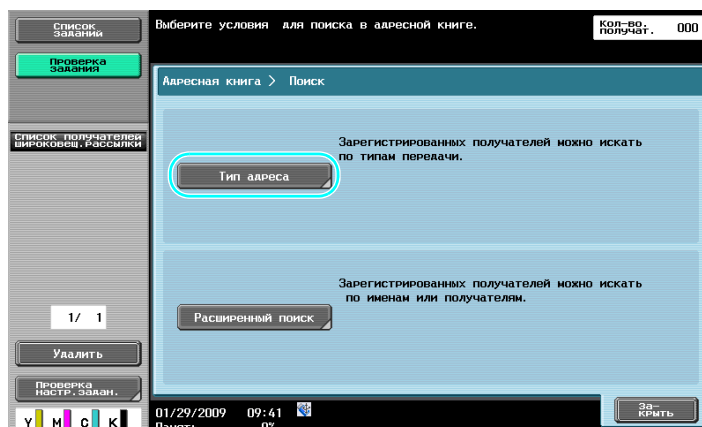 Список
заданий
Выберите условия для поиска в адресной книге.
Кол-во.
получат.
000
Проверка
задания
Адресная книга > Поиск
Список получателей
широковещ.рассылки
Зарегистрированных получателей можно искать
по типам передачи.
Тип адреса
Зарегистрированных получателей можно искать
по именам или получателям.
Расширенный поиск
1/ 1
Удалить
Проверка
настр.задан.
Y M C K
01/29/2009 09:41
Память 0%
За-
крыть